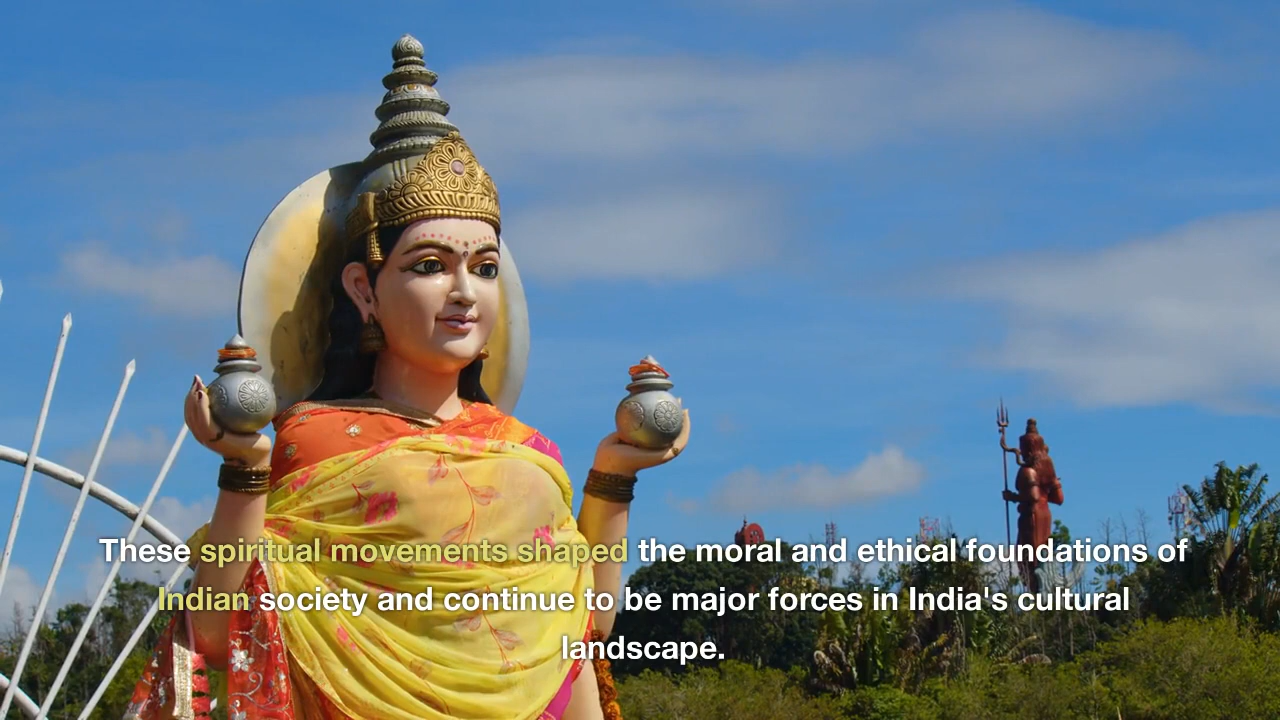 These spiritual movements shaped the moral and ethical foundations of
Indian society and continue to be major forces in India's cultural
landscape.